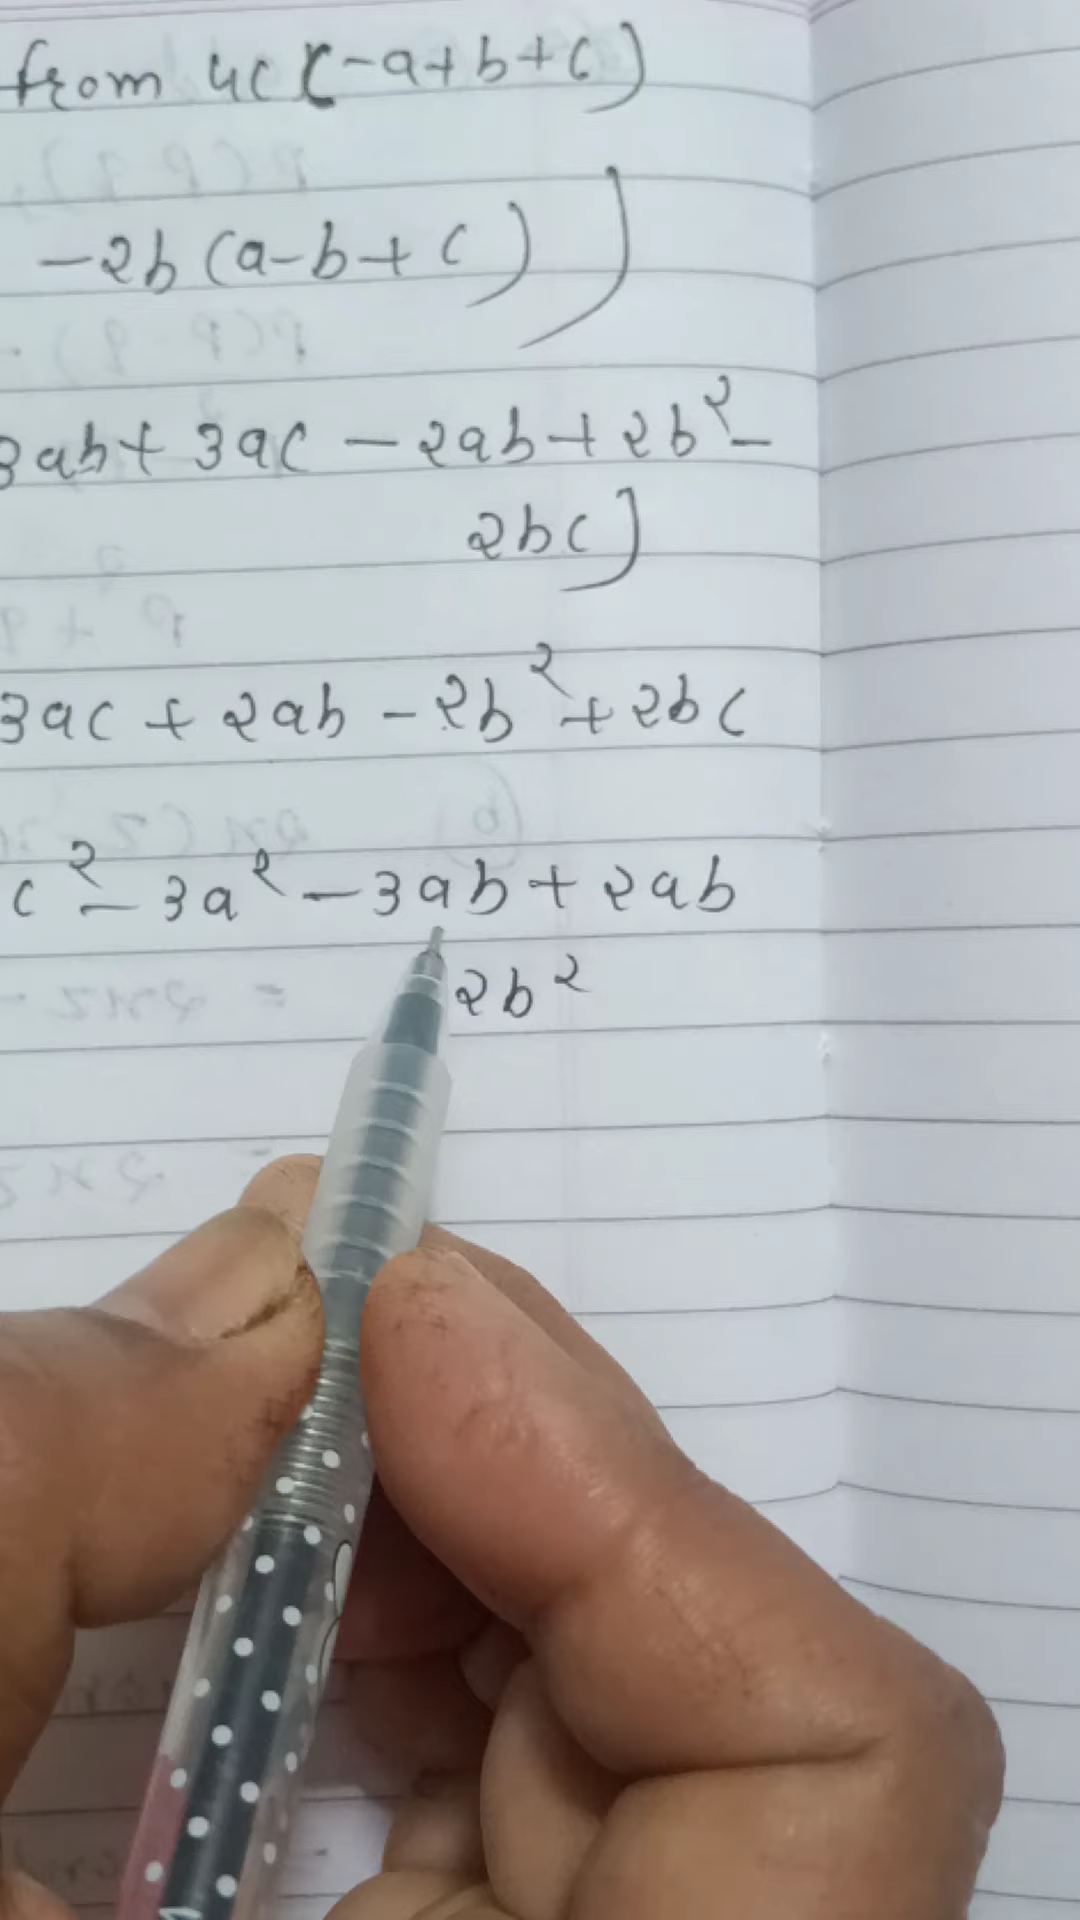 from 4c(-a+b+c)
-2b(a-b+c))
3ab+3ac-2ab+2b²-
2bc)
3ac+2ab-2b²+2bc
c²-3a²-3ab+2ab
2b²